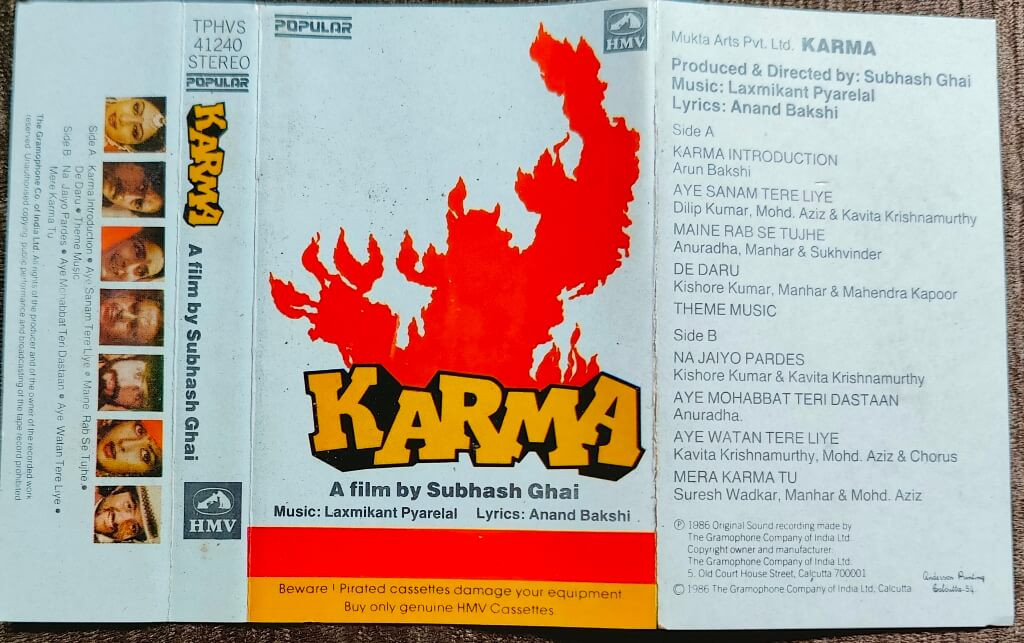 Side A Karma Introduction • Aye Sanam Tere Liye • Maine Rab Se Tujhe •
De Daru • Theme Music
Side B Na Jaiyo Pardes • Aye Mohabbat Teri Dastaan • Aye Watan Tere Liye •
Mere Karma Tu
The Gramophone Co. of India Ltd. All rights of the producer and of the owner of the recorded work
reserved. Unauthorised copying, public performance and broadcasting of the tape record prohibited
TPHVS
41240
STEREO
POPULAR
KARMA
A film by Subhash Ghai
HMV
POPULAR
HMV
KARMA
A film by Subhash Ghai
Music: Laxmikant Pyarelal Lyrics: Anand Bakshi
Beware ! Pirated cassettes damage your equipment
Buy only genuine HMV Cassettes.
Mukta Arts Pvt. Ltd. KARMA
Produced & Directed by: Subhash Ghai
Music: Laxmikant Pyarelal
Lyrics: Anand Bakshi
Side A
KARMA INTRODUCTION
Arun Bakshi
AYE SANAM TERE LIYE
Dilip Kumar, Mohd. Aziz & Kavita Krishnamurthy
MAINE RAB SE TUJHE
Anuradha, Manhar & Sukhvinder
DE DARU
Kishore Kumar, Manhar & Mahendra Kapoor
THEME MUSIC
Side B
NA JAIYO PARDES
Kishore Kumar & Kavita Krishnamurthy
AYE MOHABBAT TERI DASTAAN
Anuradha.
AYE WATAN TERE LIYE
Kavita Krishnamurthy, Mohd. Aziz & Chorus
MERA KARMA TU
Suresh Wadkar, Manhar & Mohd. Aziz
Ⓟ 1986 Original Sound recording made by
The Gramophone Company of India Ltd.
Copyright owner and manufacturer:
The Gramophone Company of India Ltd.
5, Old Court House Street, Calcutta 700001
© 1986 The Gramophone Company of India Ltd., Calcutta
Anderson Printing
Calcutta-54.